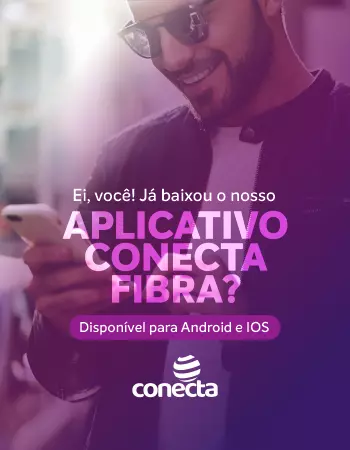 Ei, você! Já baixou o nosso
APLICATIVO
CONECTA
FIBRA?
Disponível para Android e IOS
conecta